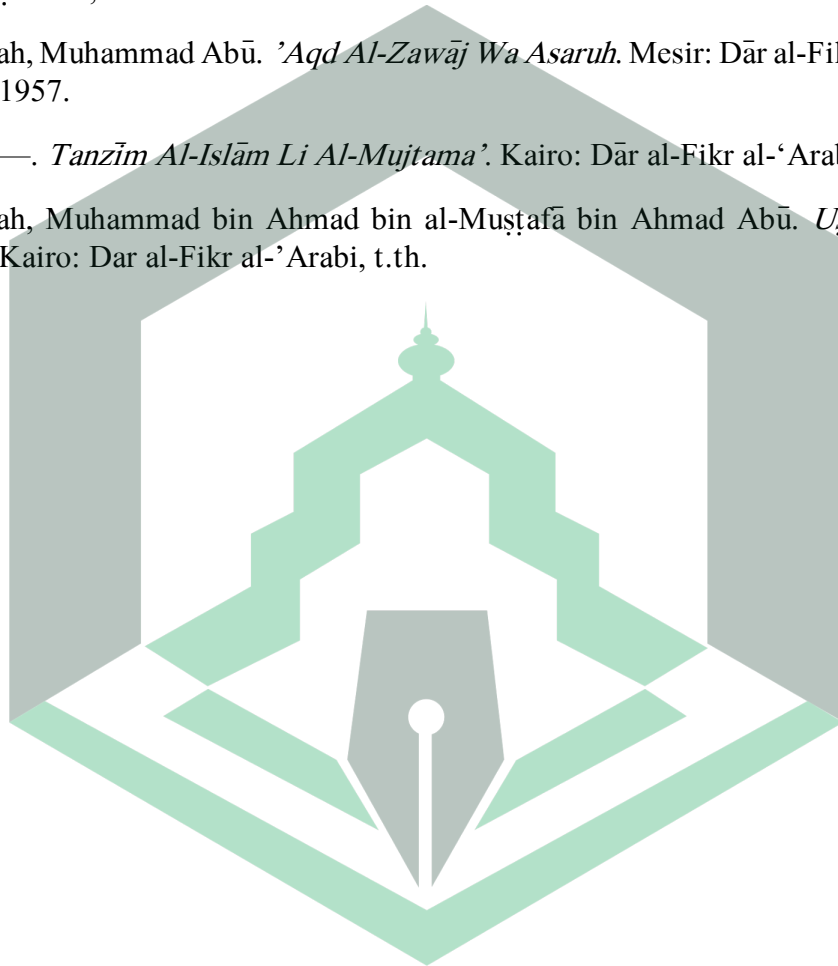 ah, Muhammad Abū. ’Aqd Al-Zawāj Wa Asaruh. Mesir: Dār al-Fik
1957.
—. Tanzīm Al-Islām Li Al-Mujtama’. Kairo: Dār al-Fikr al-‘Arab
ah, Muhammad bin Ahmad bin al-Muṣṭafā bin Ahmad Abū.
Kairo: Dar al-Fikr al-’Arabi, t.th.